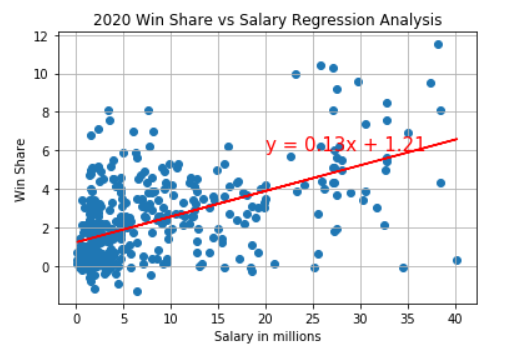 2020 Win Share vs Salary Regression Analysis
12
10
8
6
4
2
0
Win Share
y = 0.13x + 1.21
0 5 10 15 20 25 30 35 40
Salary in millions